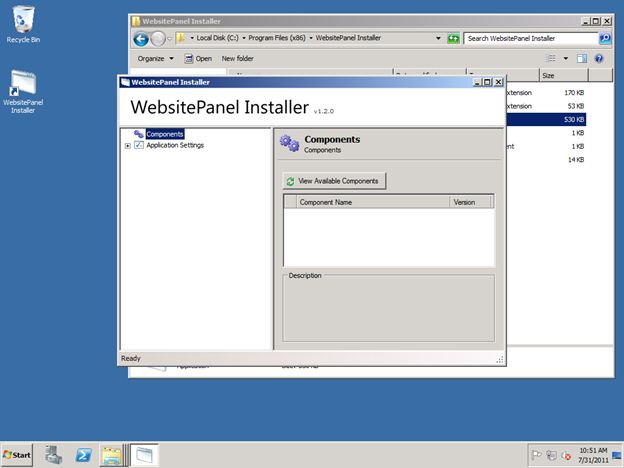 Recycle Bin
WebsitePanel
Installer
WebsitePanel Installer
Local Disk (C:) Program Files (x86) WebsitePanel Installer
Search WebsitePanel Installer
Organize Open New folder
Size
xtension 170 KB
xtension 53 KB
530 KB
1 KB
ent 1 KB
14 KB
WebsitePanel Installer
WebsitePanel Installer v1.2.0
Components
Application Settings
Components
Components
View Available Components
Component Name Version
Description
Ready
Start
10:51 AM
7/31/2011